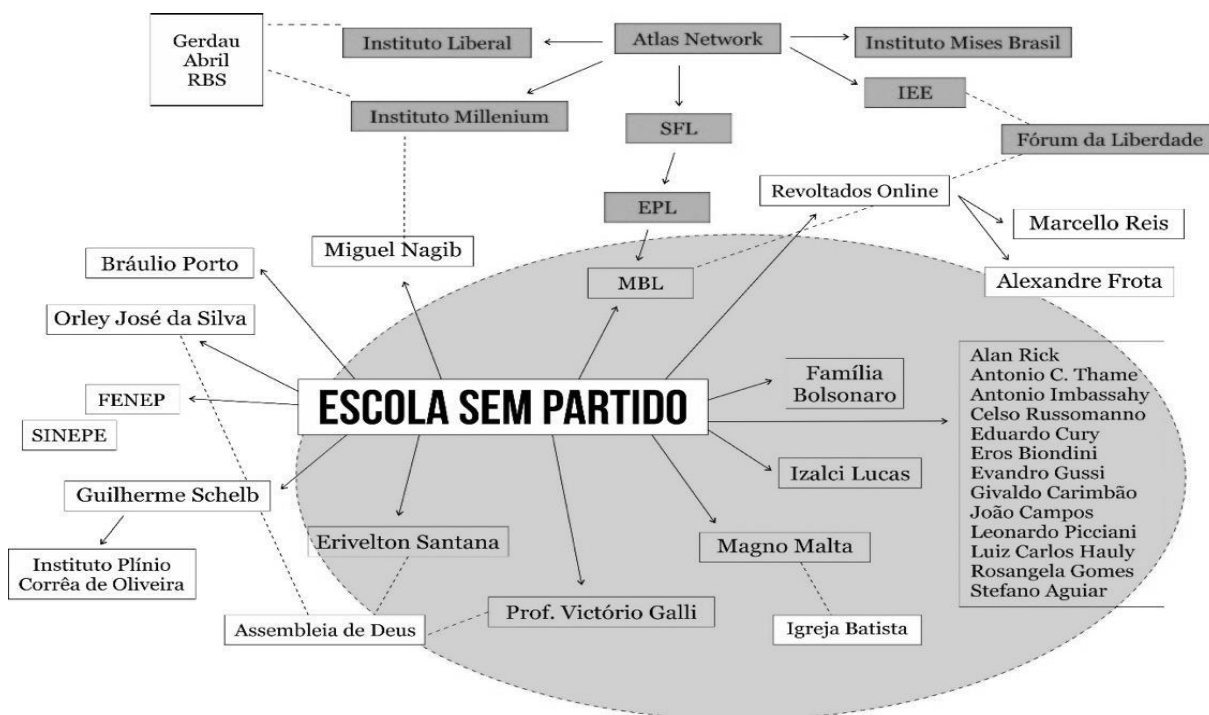 Gerdau
Abril
RBS
Instituto Liberal
Atlas Network
Instituto Mises Brasil
IEE
Instituto Millenium
SFL
Fórum da Liberdade
Revoltados Online
EPL
Marcello Reis
Miguel Nagib
Bráulio Porto
MBL
Alexandre Frota
Orley José da Silva
FENEP
SINEPE
ESCOLA SEM PARTIDO
Família
Bolsonaro
Alan Rick
Antonio C. Thame
Antonio Imbassahy
Celso Russomanno
Eduardo Cury
Eros Biondini
Evandro Gussi
Givaldo Carimbão
João Campos
Leonardo Picciani
Luiz Carlos Hauly
Rosangela Gomes
Stefano Aguiar
Izalci Lucas
Guilherme Schelb
Erivelton Santana
Magno Malta
Instituto Plínio
Corrêa de Oliveira
Prof. Victório Galli
Assembleia de Deus
Igreja Batista